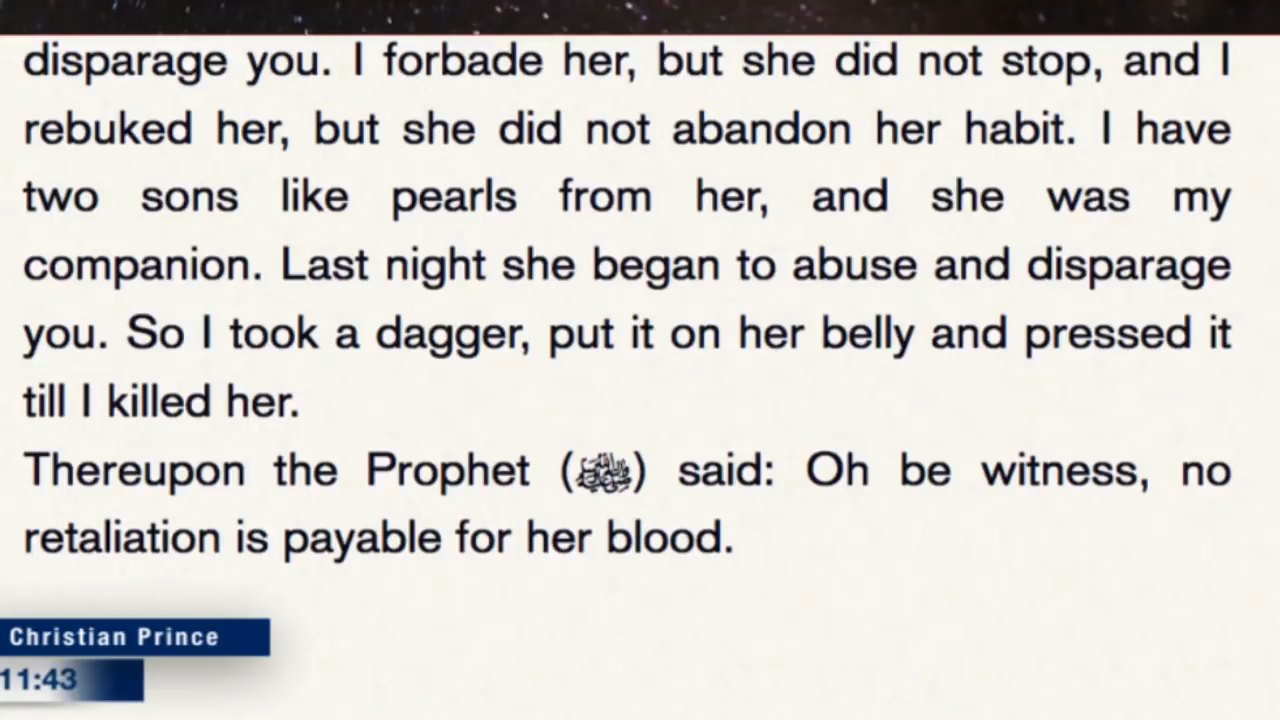 disparage you. I forbade her, but she did not stop, and I
rebuked her, but she did not abandon her habit. I have
two sons like pearls from her, and she was my
companion. Last night she began to abuse and disparage
you. So I took a dagger, put it on her belly and pressed it
till I killed her.
Thereupon the Prophet (ﷺ) said: Oh be witness, no
retaliation is payable for her blood.
Christian Prince
11:43